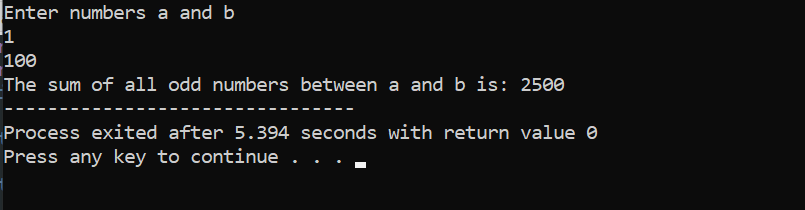 Enter numbers a and b
1
100
The sum of all odd numbers between a and b is: 2500
--------------------------------
Process exited after 5.394 seconds with return value 0
Press any key to continue . . .